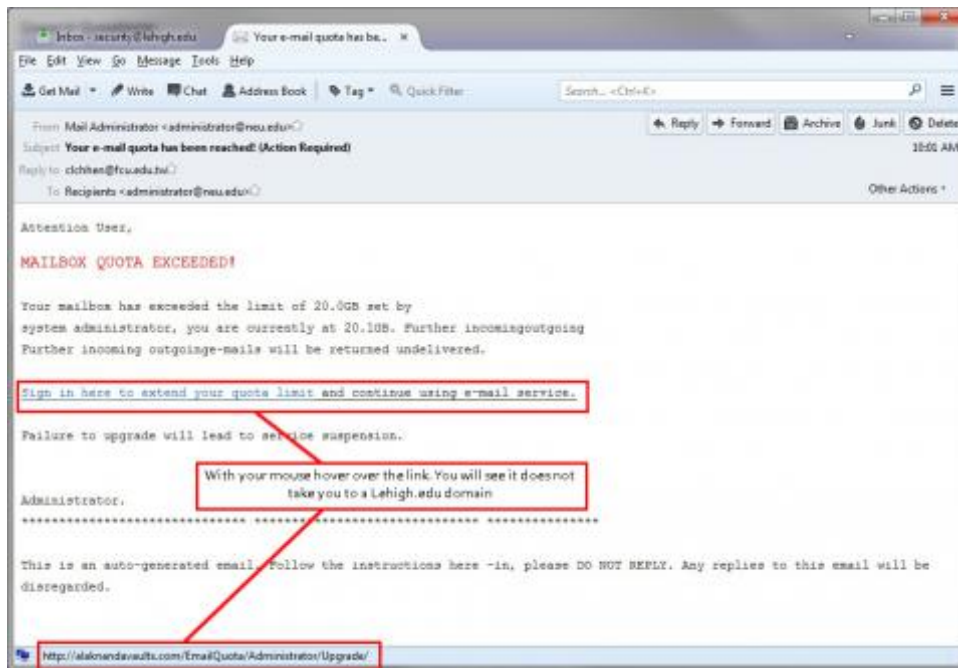 Inbox - security@lehigh.edu Your e-mail quota has be...
File Edit View Go Message Tools Help
Get Mail Write Chat Address Book Tag Quick Filter Search... <Ctrl+K>
From Mail Administrator <administrator@neu.edu> Reply Forward Archive Junk Delete
Subject Your e-mail quota has been reached! (Action Required) 10:01 AM
Reply to clchhen@fcu.edu.tw
To Recipients <administrator@neu.edu> Other Actions
Attention User,
MAILBOX QUOTA EXCEEDED!
Your mailbox has exceeded the limit of 20.0GB set by
system administrator, you are currently at 20.1GB. Further incomingoutgoing
Further incoming outgoinge-mails will be returned undelivered.
Sign in here to extend your quota limit and continue using e-mail service.
Failure to upgrade will lead to service suspension.
With your mouse hover over the link. You will see it does not
take you to a Lehigh.edu domain
Administrator.
****************************** ****************************** ***************
This is an auto-generated email. Follow the instructions here -in, please DO NOT REPLY. Any replies to this email will be
disregarded.
http://alaknandavaults.com/EmailQuota/Administrator/Upgrade/